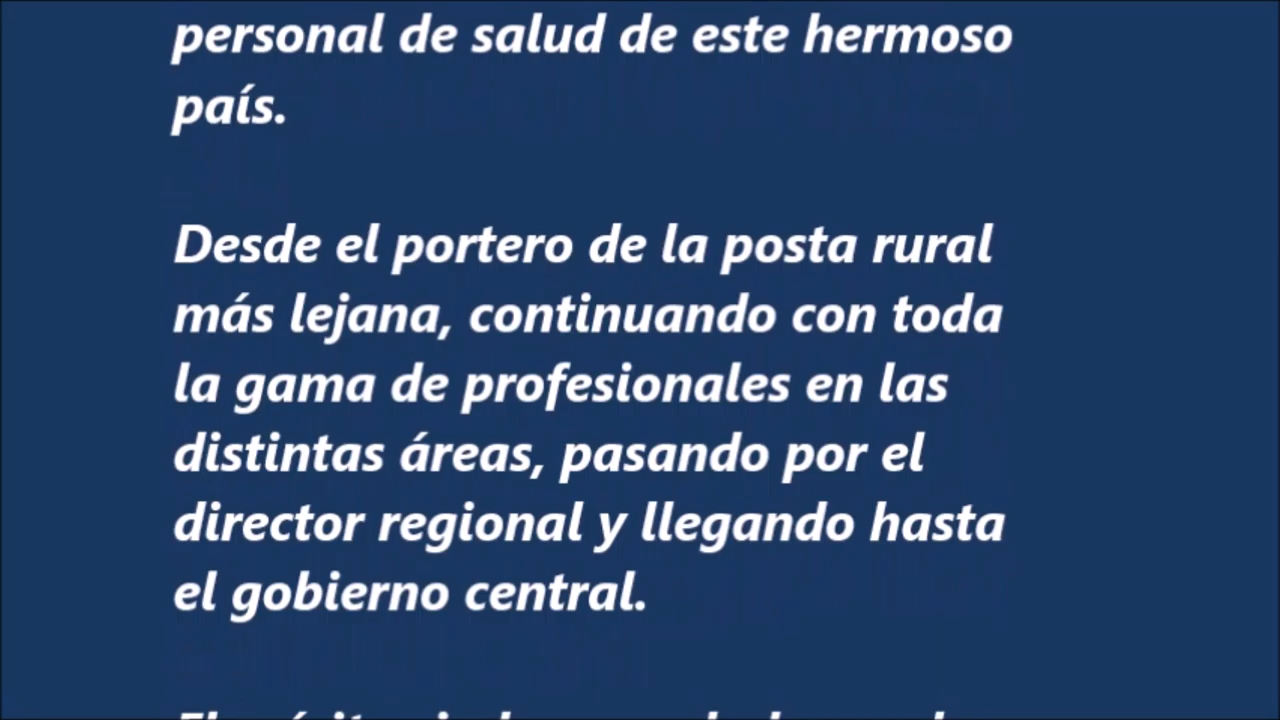 personal de salud de este hermoso
país.
Desde el portero de la posta rural
más lejana, continuando con toda
la gama de profesionales en las
distintas áreas, pasando por el
director regional y llegando hasta
el gobierno central.